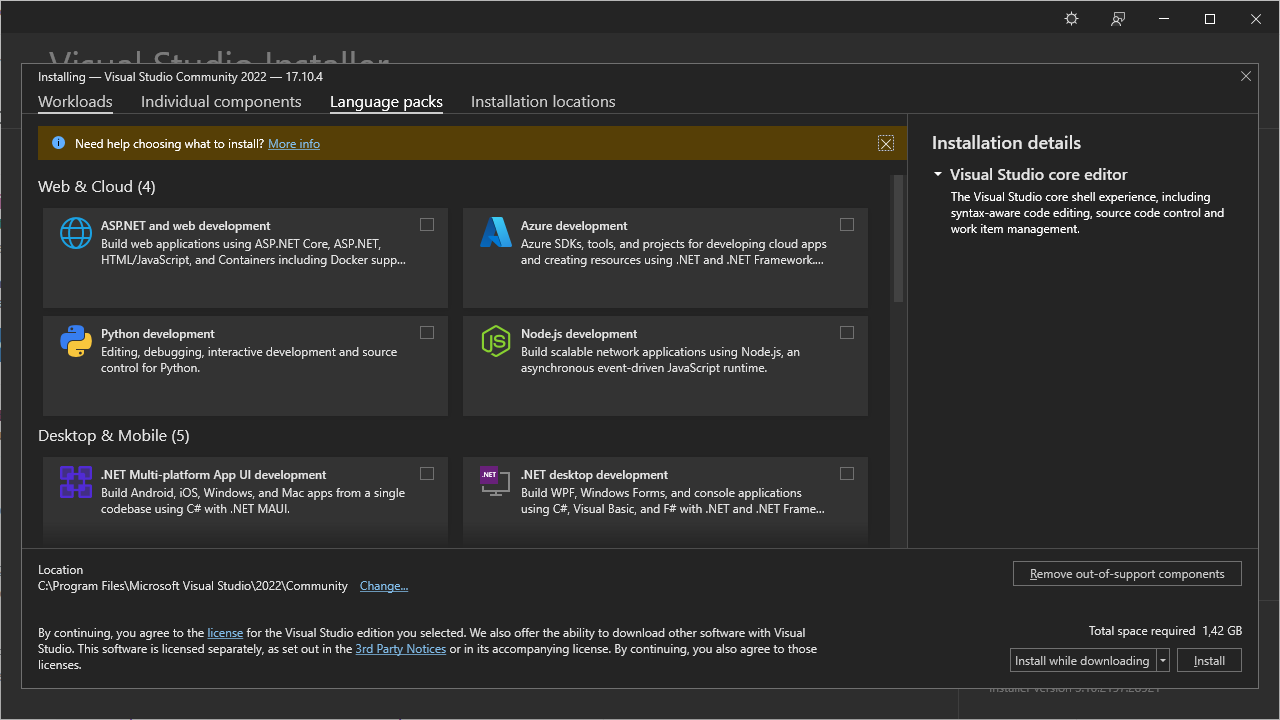 Visual Studio Installer
Installing — Visual Studio Community 2022 — 17.10.4
Workloads
Individual components
Language packs
Installation locations
Need help choosing what to install? More info
Web & Cloud (4)
ASP.NET and web development
Build web applications using ASP.NET Core, ASP.NET,
HTML/JavaScript, and Containers including Docker supp...
Azure development
Azure SDKs, tools, and projects for developing cloud apps
and creating resources using .NET and .NET Framework....
Python development
Editing, debugging, interactive development and source
control for Python.
Node.js development
Build scalable network applications using Node.js, an
asynchronous event-driven JavaScript runtime.
Desktop & Mobile (5)
.NET Multi-platform App UI development
Build Android, iOS, Windows, and Mac apps from a single
codebase using C# with .NET MAUI.
.NET
.NET desktop development
Build WPF, Windows Forms, and console applications
using C#, Visual Basic, and F# with .NET and .NET Frame...
Installation details
Visual Studio core editor
The Visual Studio core shell experience, including
syntax-aware code editing, source code control and
work item management.
Location
C:\Program Files\Microsoft Visual Studio\2022\Community Change...
Remove out-of-support components
By continuing, you agree to the license for the Visual Studio edition you selected. We also offer the ability to download other software with Visual
Studio. This software is licensed separately, as set out in the 3rd Party Notices or in its accompanying license. By continuing, you also agree to those
licenses.
Total space required 1,42 GB
Install while downloading
Install